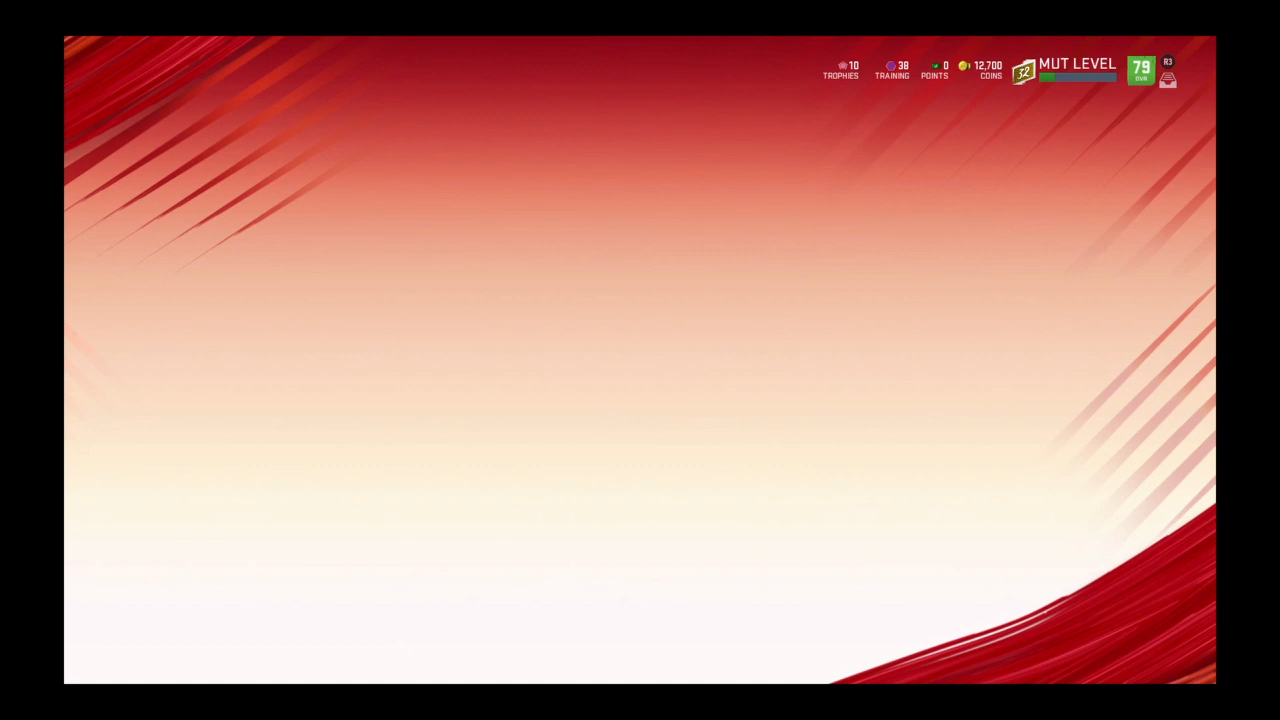 10 TROPHIES
38 TRAINING
0 POINTS
12,700 COINS
32
MUT LEVEL
79 OVR
R3